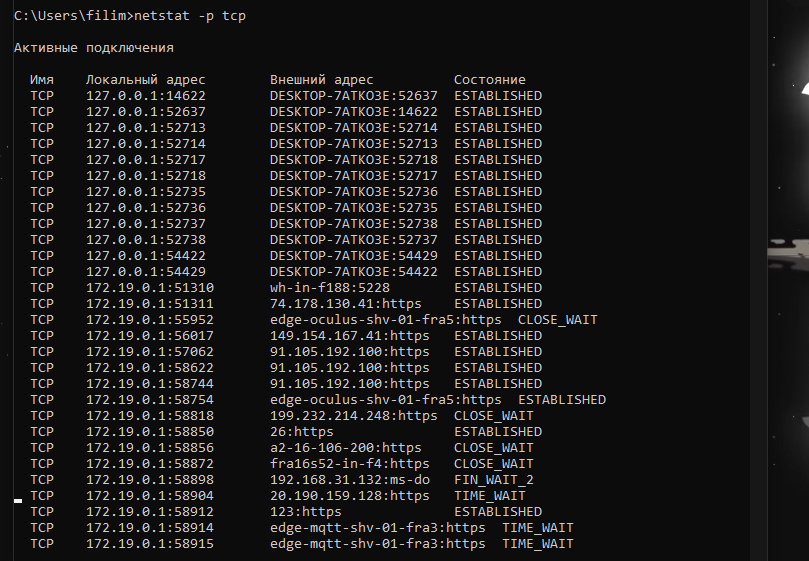 C:\Users\filim>netstat -p tcp
Активные подключения
Имя Локальный адрес Внешний адрес Состояние
TCP 127.0.0.1:14622 DESKTOP-7ATKO3E:52637 ESTABLISHED
TCP 127.0.0.1:52637 DESKTOP-7ATKO3E:14622 ESTABLISHED
TCP 127.0.0.1:52713 DESKTOP-7ATKO3E:52714 ESTABLISHED
TCP 127.0.0.1:52714 DESKTOP-7ATKO3E:52713 ESTABLISHED
TCP 127.0.0.1:52717 DESKTOP-7ATKO3E:52718 ESTABLISHED
TCP 127.0.0.1:52718 DESKTOP-7ATKO3E:52717 ESTABLISHED
TCP 127.0.0.1:52735 DESKTOP-7ATKO3E:52736 ESTABLISHED
TCP 127.0.0.1:52736 DESKTOP-7ATKO3E:52735 ESTABLISHED
TCP 127.0.0.1:52737 DESKTOP-7ATKO3E:52738 ESTABLISHED
TCP 127.0.0.1:52738 DESKTOP-7ATKO3E:52737 ESTABLISHED
TCP 127.0.0.1:54422 DESKTOP-7ATKO3E:54429 ESTABLISHED
TCP 127.0.0.1:54429 DESKTOP-7ATKO3E:54422 ESTABLISHED
TCP 172.19.0.1:51310 wh-in-f188:5228 ESTABLISHED
TCP 172.19.0.1:51311 74.178.130.41:https ESTABLISHED
TCP 172.19.0.1:55952 edge-oculus-shv-01-fra5:https CLOSE_WAIT
TCP 172.19.0.1:56017 149.154.167.41:https ESTABLISHED
TCP 172.19.0.1:57062 91.105.192.100:https ESTABLISHED
TCP 172.19.0.1:58622 91.105.192.100:https ESTABLISHED
TCP 172.19.0.1:58744 91.105.192.100:https ESTABLISHED
TCP 172.19.0.1:58754 edge-oculus-shv-01-fra5:https ESTABLISHED
TCP 172.19.0.1:58818 199.232.214.248:https CLOSE_WAIT
TCP 172.19.0.1:58850 26:https ESTABLISHED
TCP 172.19.0.1:58856 a2-16-106-200:https CLOSE_WAIT
TCP 172.19.0.1:58872 fra16s52-in-f4:https CLOSE_WAIT
TCP 172.19.0.1:58898 192.168.31.132:ms-do FIN_WAIT_2
TCP 172.19.0.1:58904 20.190.159.128:https TIME_WAIT
TCP 172.19.0.1:58912 123:https ESTABLISHED
TCP 172.19.0.1:58914 edge-mqtt-shv-01-fra3:https TIME_WAIT
TCP 172.19.0.1:58915 edge-mqtt-shv-01-fra3:https TIME_WAIT